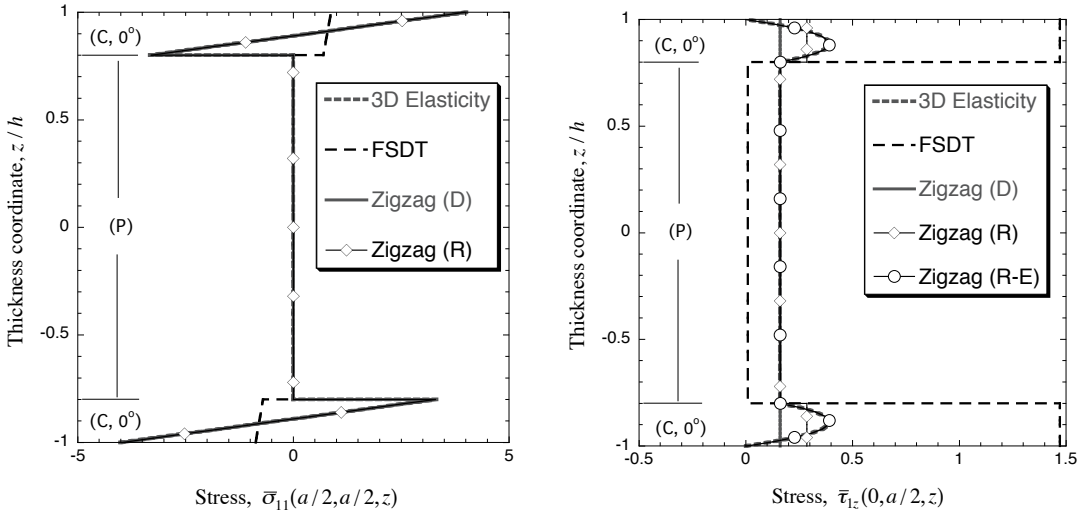 1
0.5
0
-0.5
-1
Thickness coordinate, z / h
(C, 0°)
(P)
(C, 0°)
3D Elasticity
FSDT
Zigzag (D)
Zigzag (R)
-5
0
5
Stress, σ̅₁₁(a/2,a/2,z)
1
0.5
0
-0.5
-1
Thickness coordinate, z / h
(C, 0°)
(P)
(C, 0°)
3D Elasticity
FSDT
Zigzag (D)
Zigzag (R)
Zigzag (R-E)
-0.5
0
0.5
1
1.5
Stress, τ̅₁z(0,a/2,z)